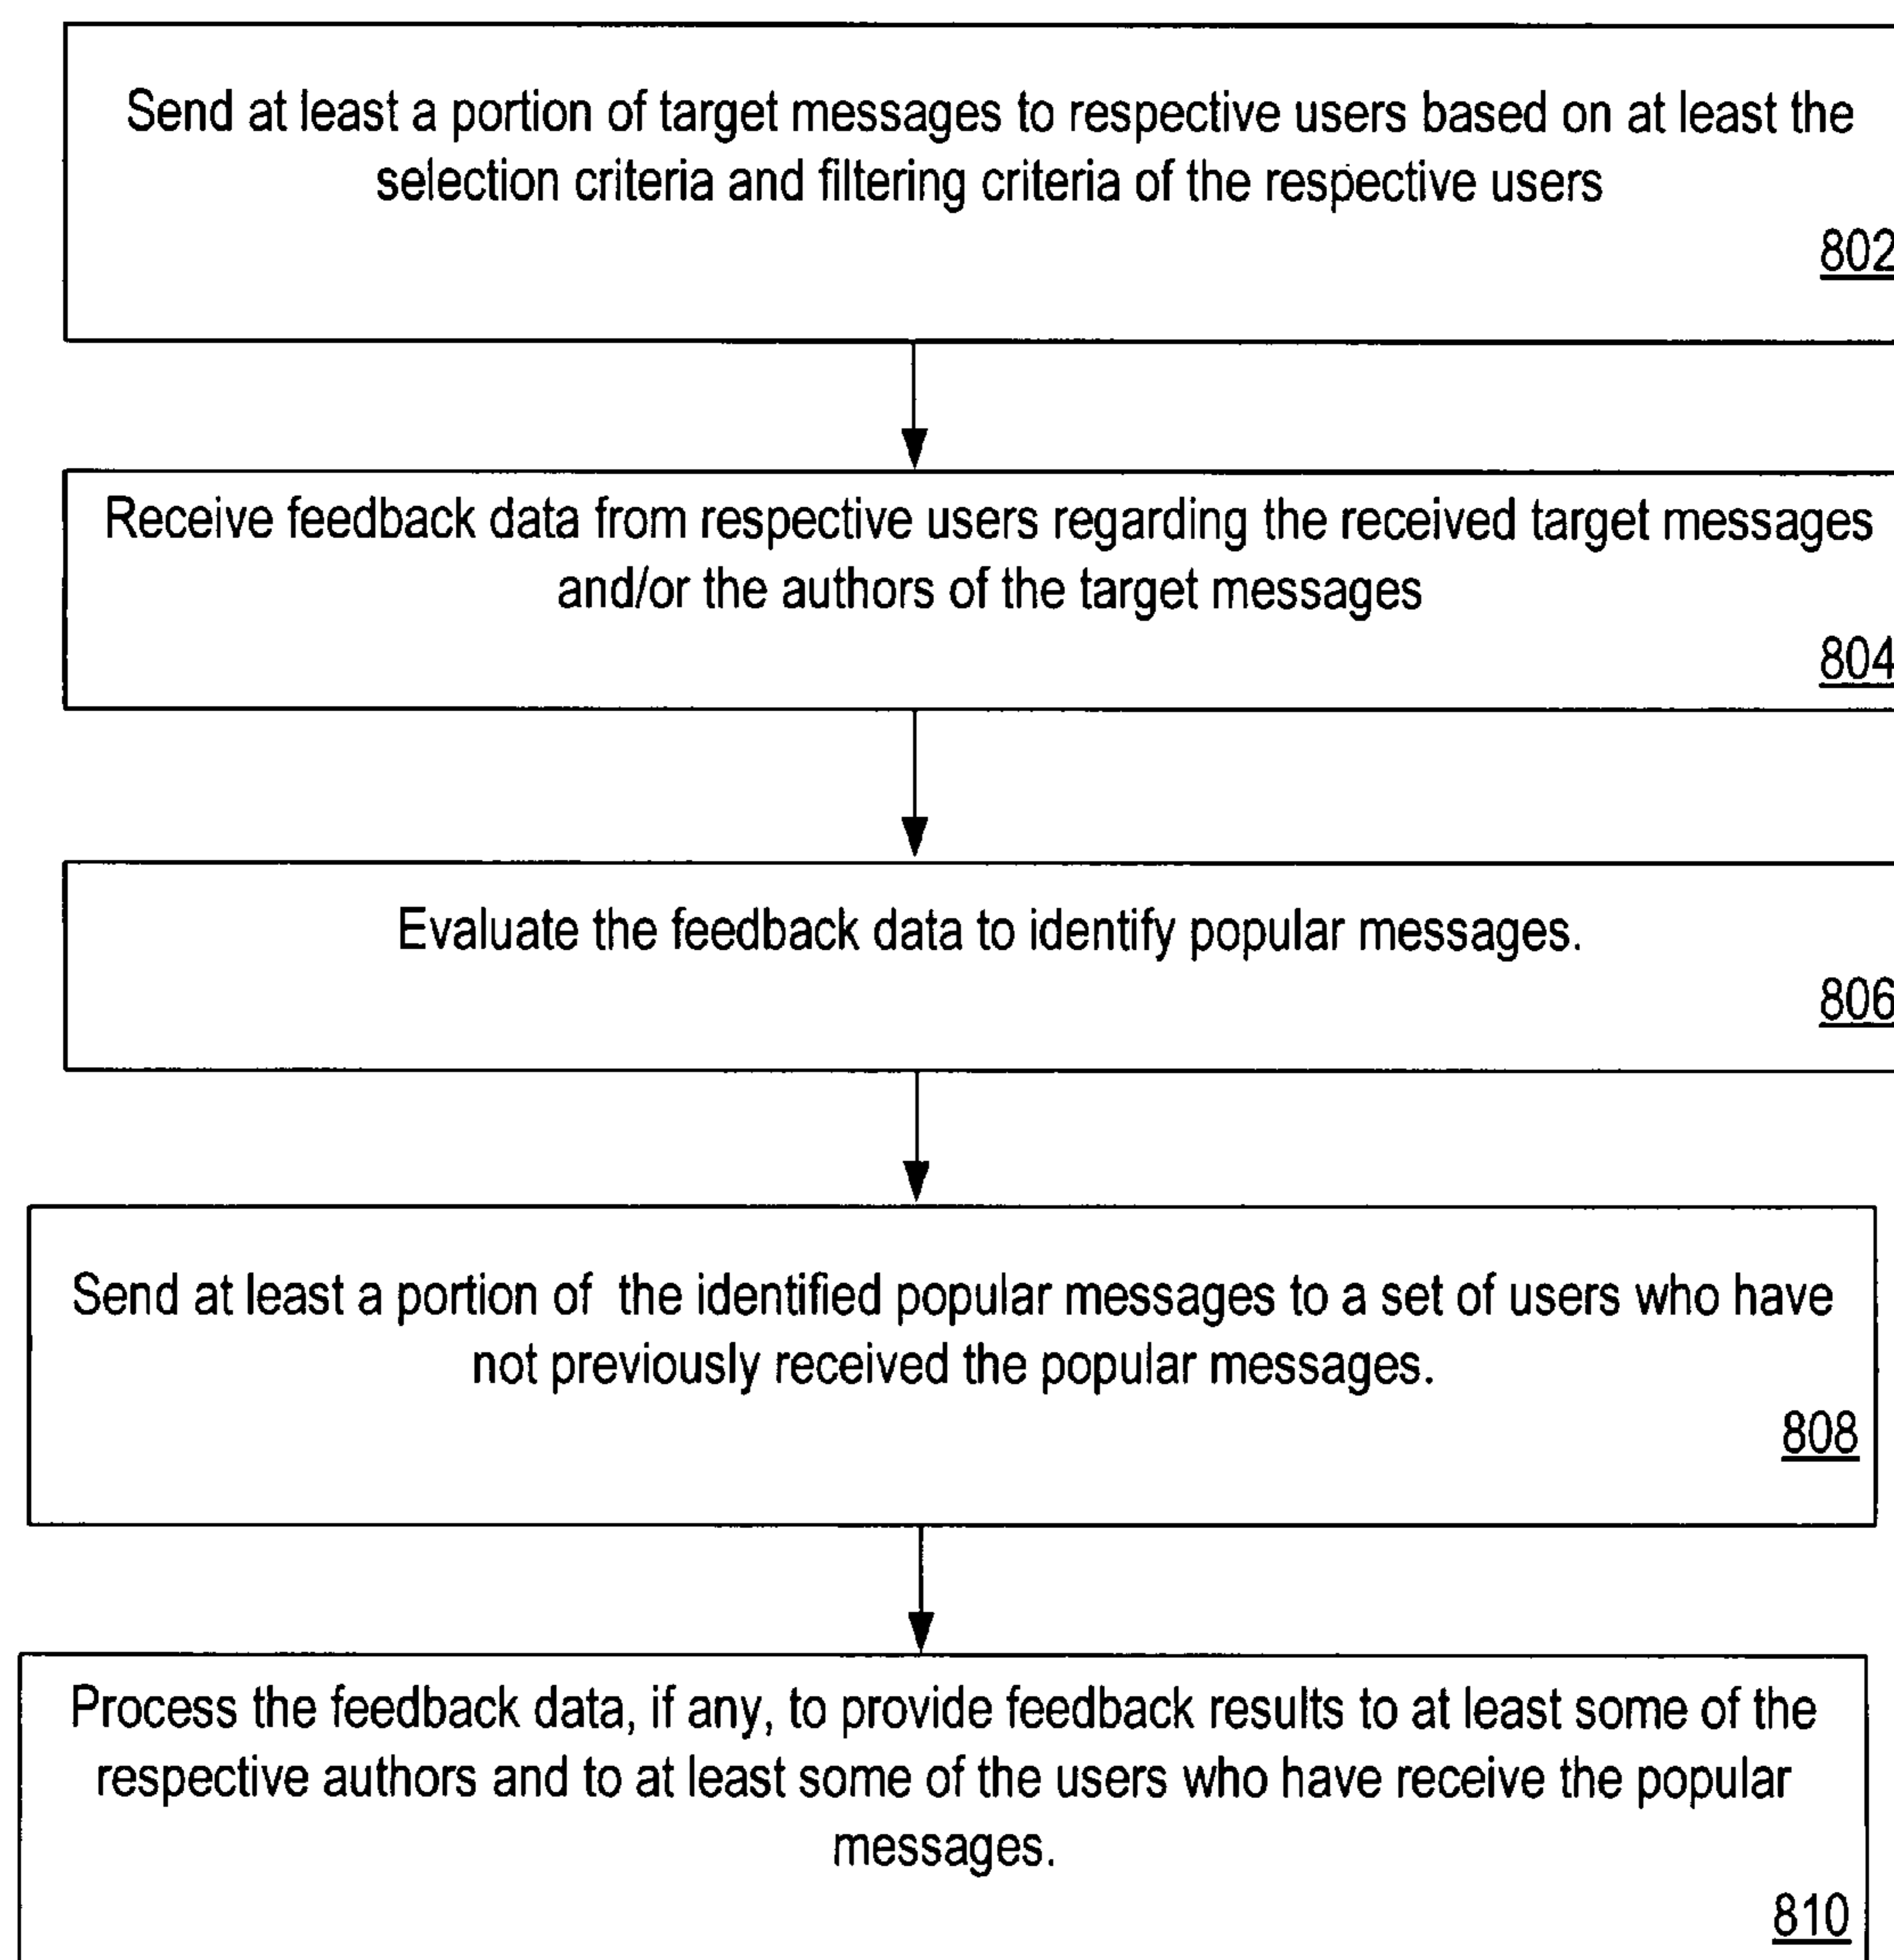 Send at least a portion of target messages to respective users based on at least the
selection criteria and filtering criteria of the respective users
802
Receive feedback data from respective users regarding the received target messages
and/or the authors of the target messages
804
Evaluate the feedback data to identify popular messages.
806
Send at least a portion of the identified popular messages to a set of users who have
not previously received the popular messages.
808
Process the feedback data, if any, to provide feedback results to at least some of the
respective authors and to at least some of the users who have receive the popular
messages.
810